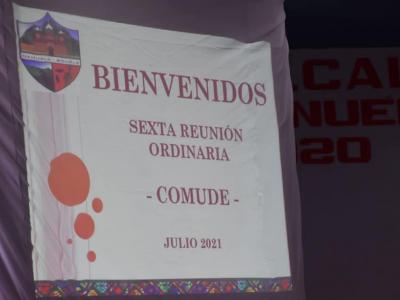 BIENVENIDOS
SEXTA REUNIÓN
ORDINARIA
- COMUDE -
JULIO 2021